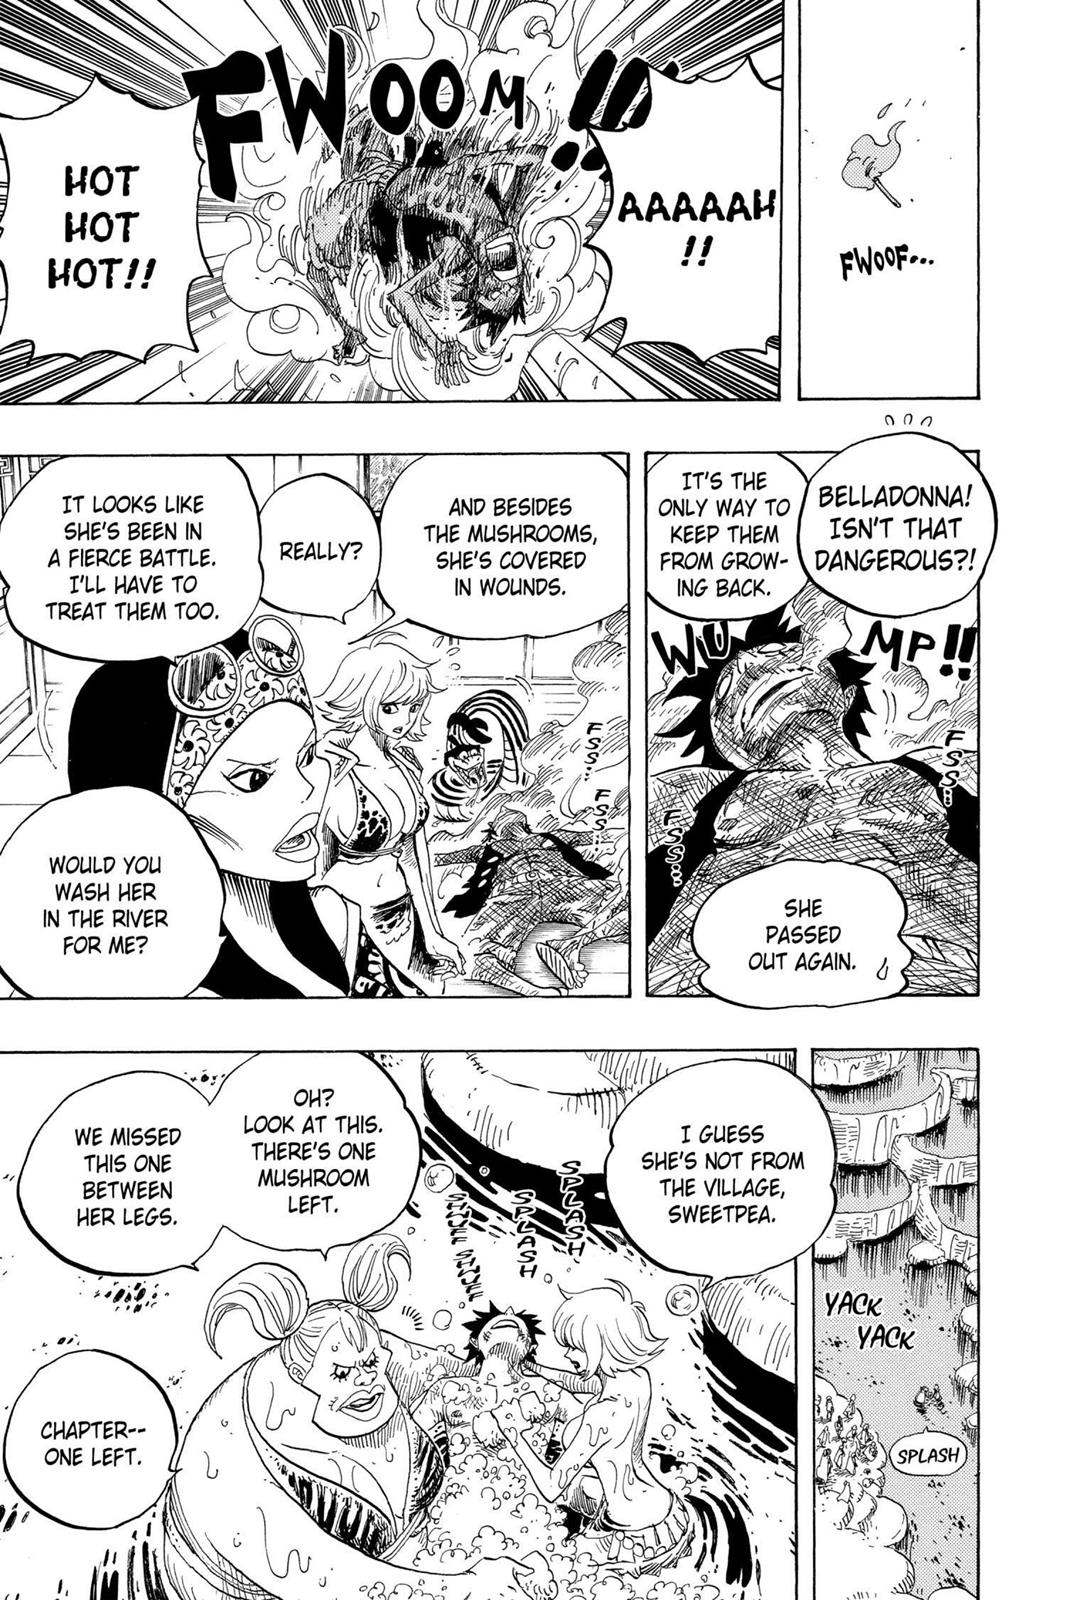 FWOOF...
FWOOM!!!
AAAAAH
!!
HOT
HOT
HOT!!
BELLADONNA!
ISN'T THAT
DANGEROUS?!
IT'S THE
ONLY WAY TO
KEEP THEM
FROM GROW-
ING BACK.
WUMP!!
FSS...
FSS...
SHE
PASSED
OUT AGAIN.
AND BESIDES
THE MUSHROOMS,
SHE'S COVERED
IN WOUNDS.
REALLY?
IT LOOKS LIKE
SHE'S BEEN IN
A FIERCE BATTLE.
I'LL HAVE TO
TREAT THEM TOO.
FSS...
FSS...
WOULD YOU
WASH HER
IN THE RIVER
FOR ME?
YACK
YACK
SPLASH
I GUESS
SHE'S NOT FROM
THE VILLAGE,
SWEETPEA.
SPLASH
SPLASH
OH?
LOOK AT THIS.
THERE'S ONE
MUSHROOM
LEFT.
WE MISSED
THIS ONE
BETWEEN
HER LEGS.
CHAPTER--
ONE LEFT.